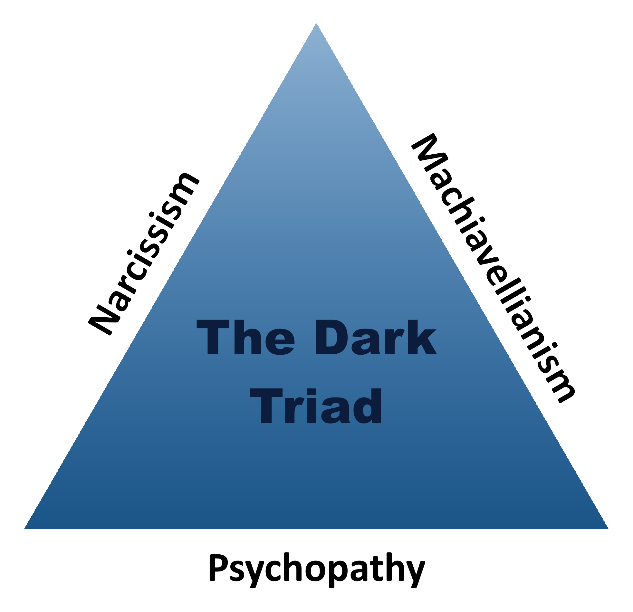 Narcissism
Machiavellianism
The Dark
Triad
Psychopathy